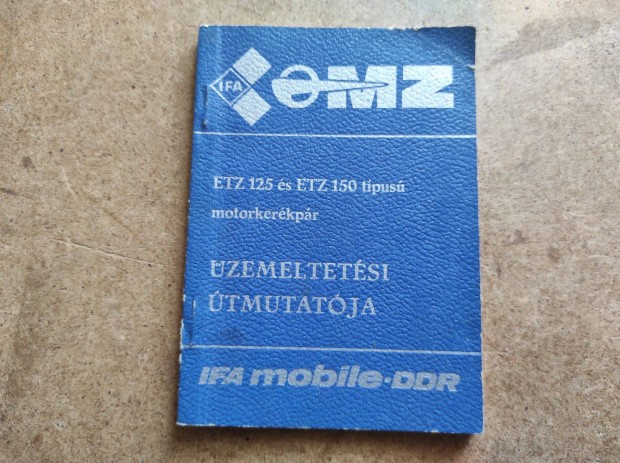 IFA MZ
ETZ 125 és ETZ 150 típusú
motorkerékpár
ÜZEMELTETÉSI
ÚTMUTATÓJA
IFA mobile-DDR